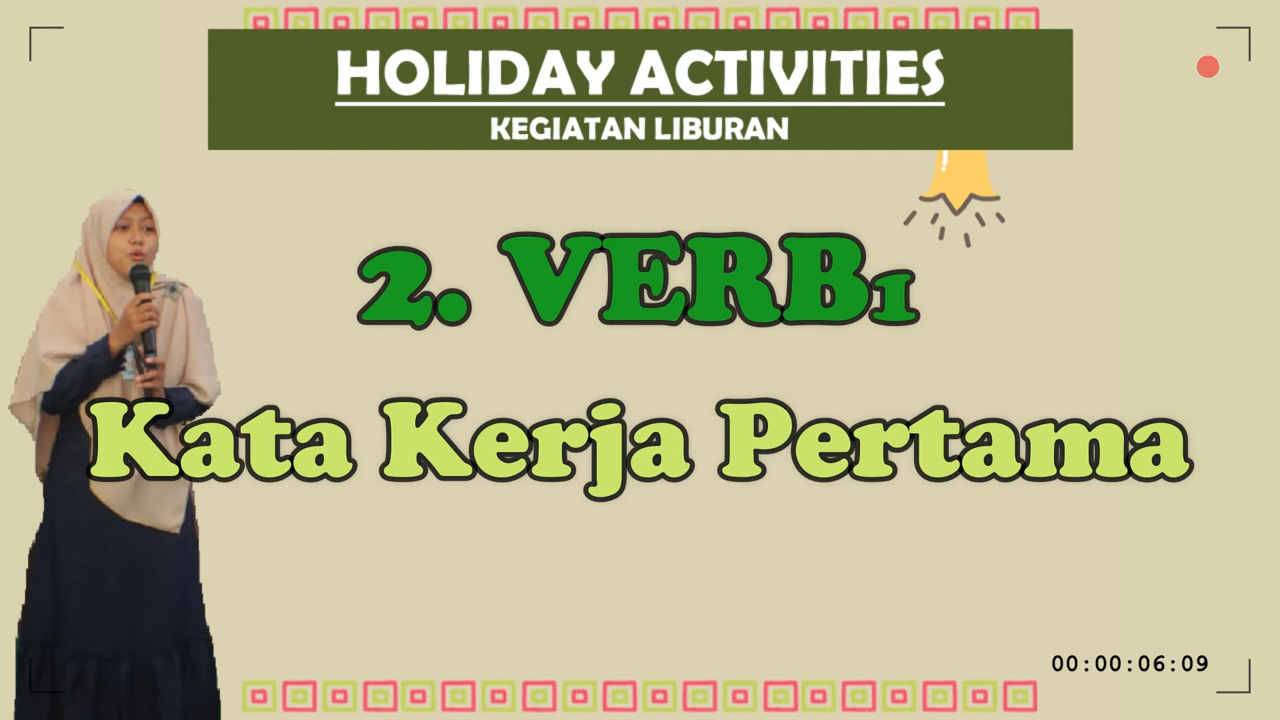 HOLIDAY ACTIVITIES
KEGIATAN LIBURAN
2. VERB1
Kata Kerja Pertama
00:00:06:09